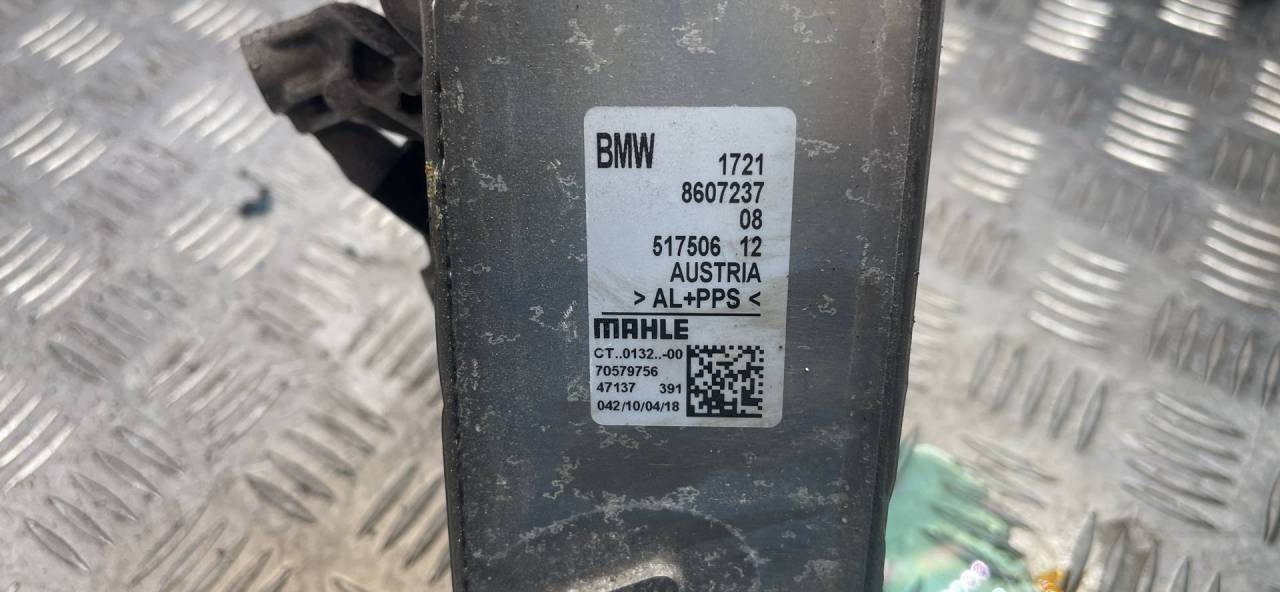 BMW 1721
8607237
08
517506 12
AUSTRIA
> AL+PPS <
MAHLE
CT..0132..-00
70579756
47137 391
042/10/04/18